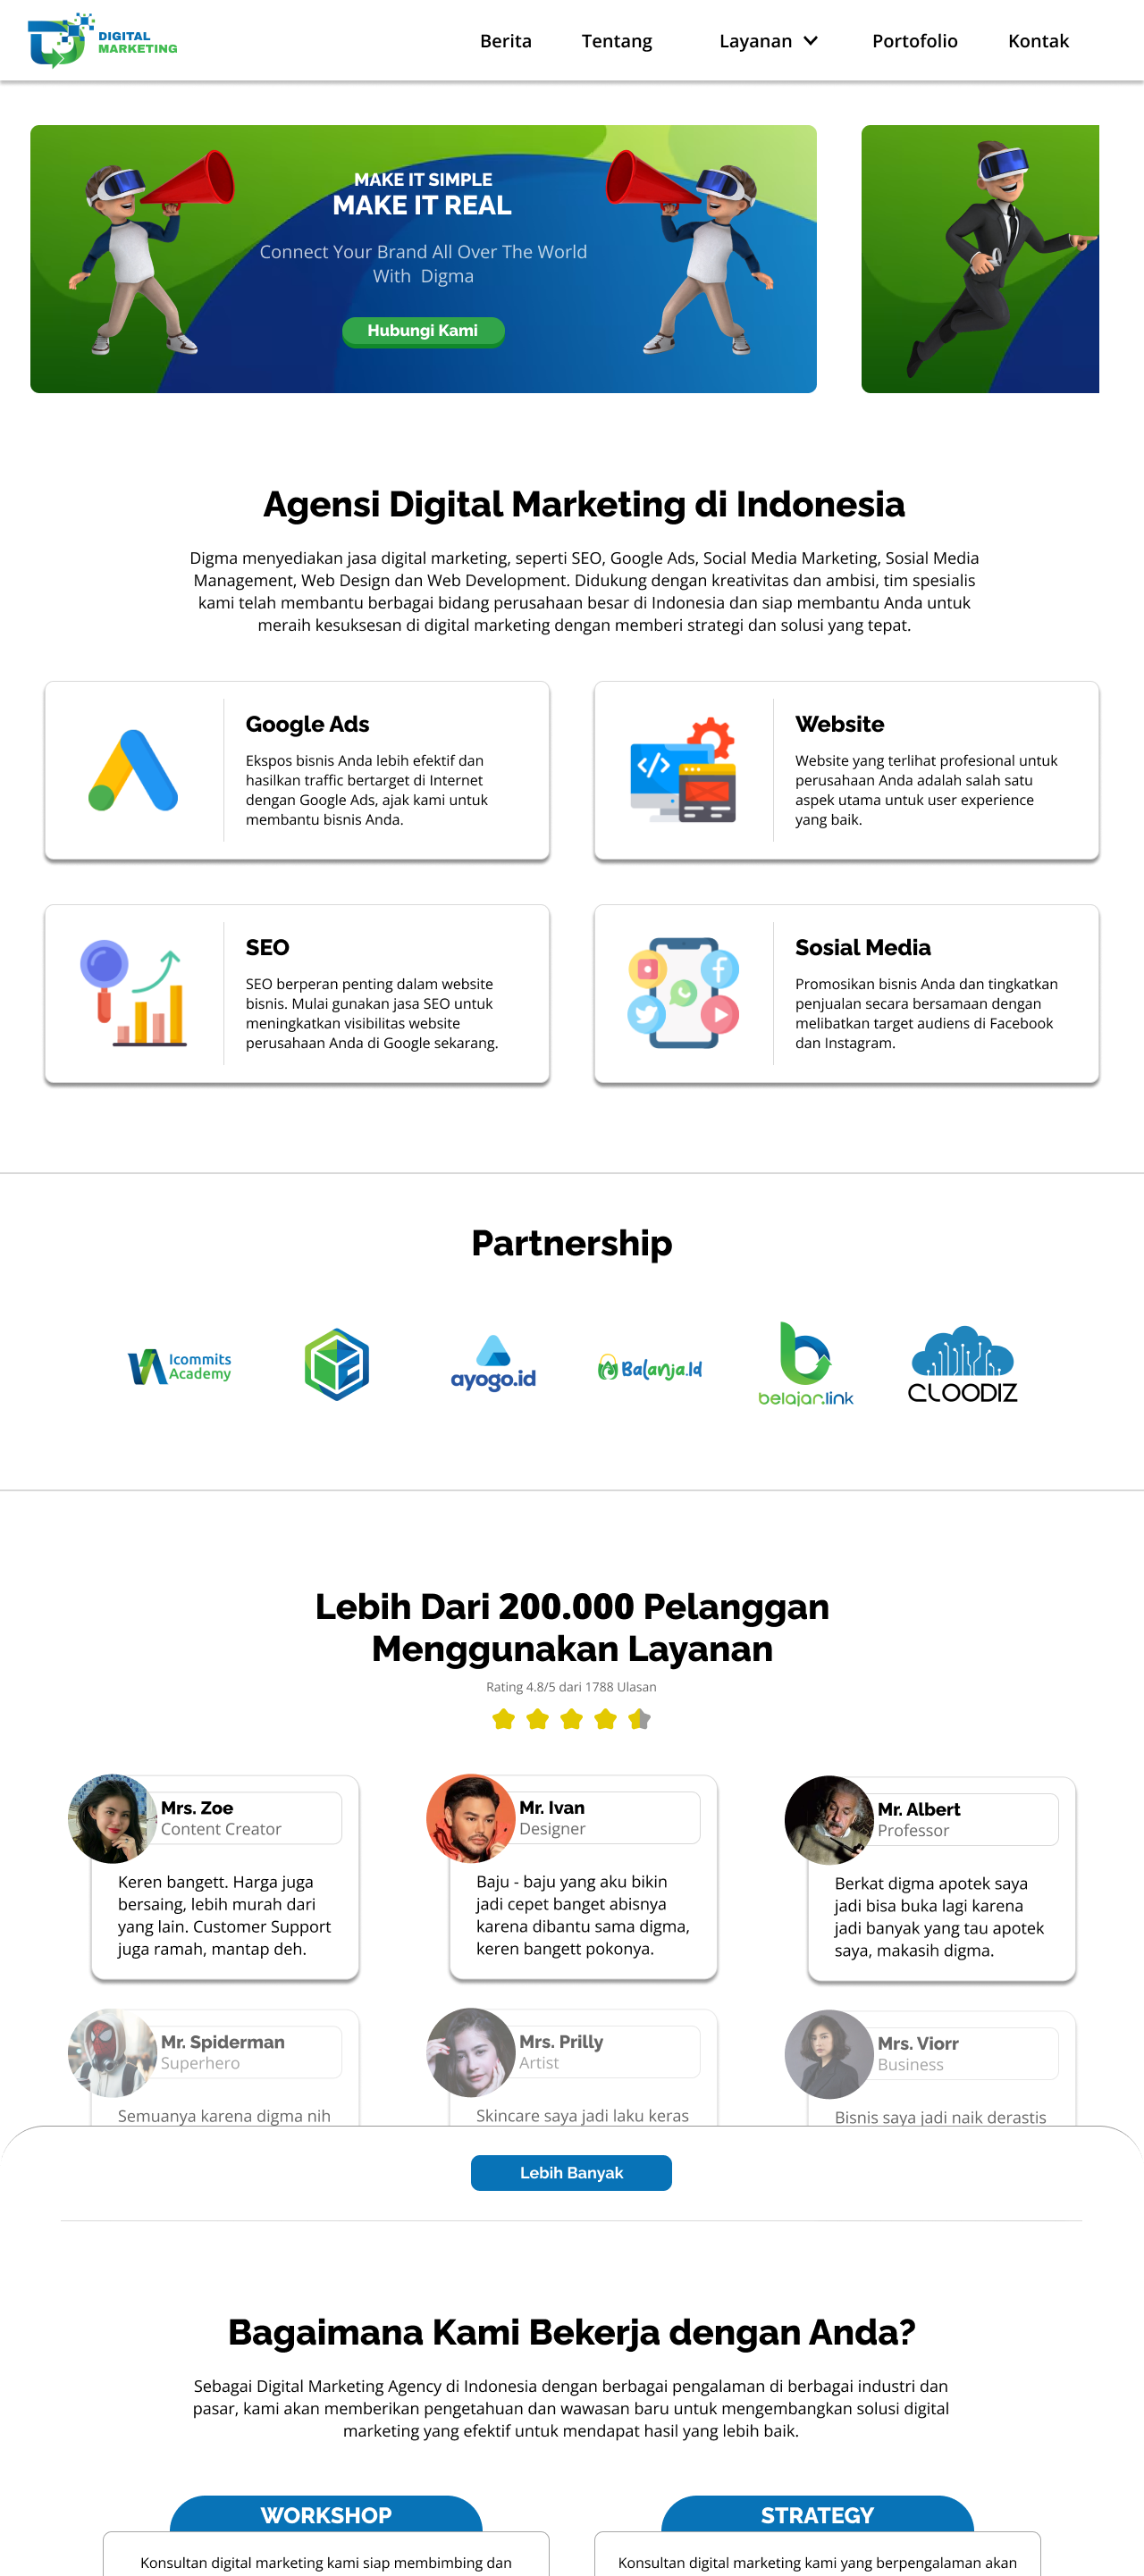 DIGITAL
MARKETING
Berita
Tentang
Layanan
Portofolio
Kontak
MAKE IT SIMPLE
MAKE IT REAL
Connect Your Brand All Over The World
With Digma
Hubungi Kami
Agensi Digital Marketing di Indonesia
Digma menyediakan jasa digital marketing, seperti SEO, Google Ads, Social Media Marketing, Sosial Media
Management, Web Design dan Web Development. Didukung dengan kreativitas dan ambisi, tim spesialis
kami telah membantu berbagai bidang perusahaan besar di Indonesia dan siap membantu Anda untuk
meraih kesuksesan di digital marketing dengan memberi strategi dan solusi yang tepat.
Google Ads
Ekspos bisnis Anda lebih efektif dan
hasilkan traffic bertarget di Internet
dengan Google Ads, ajak kami untuk
membantu bisnis Anda.
Website
Website yang terlihat profesional untuk
perusahaan Anda adalah salah satu
aspek utama untuk user experience
yang baik.
SEO
SEO berperan penting dalam website
bisnis. Mulai gunakan jasa SEO untuk
meningkatkan visibilitas website
perusahaan Anda di Google sekarang.
Sosial Media
Promosikan bisnis Anda dan tingkatkan
penjualan secara bersamaan dengan
melibatkan target audiens di Facebook
dan Instagram.
Partnership
Icommits
Academy
ayogo.id
Balanja.Id
belajar.link
CLOODIZ
Lebih Dari 200.000 Pelanggan
Menggunakan Layanan
Rating 4.8/5 dari 1788 Ulasan
Mrs. Zoe
Content Creator
Keren bangett. Harga juga
bersaing, lebih murah dari
yang lain. Customer Support
juga ramah, mantap deh.
Mr. Ivan
Designer
Baju - baju yang aku bikin
jadi cepet banget abisnya
karena dibantu sama digma,
keren bangett pokonya.
Mr. Albert
Professor
Berkat digma apotek saya
jadi bisa buka lagi karena
jadi banyak yang tau apotek
saya, makasih digma.
Mr. Spiderman
Superhero
Semuanya karena digma nih
Mrs. Prilly
Artist
Skincare saya jadi laku keras
Mrs. Viorr
Business
Bisnis saya jadi naik derastis
Lebih Banyak
Bagaimana Kami Bekerja dengan Anda?
Sebagai Digital Marketing Agency di Indonesia dengan berbagai pengalaman di berbagai industri dan
pasar, kami akan memberikan pengetahuan dan wawasan baru untuk mengembangkan solusi digital
marketing yang efektif untuk mendapat hasil yang lebih baik.
WORKSHOP
Konsultan digital marketing kami siap membimbing dan
STRATEGY
Konsultan digital marketing kami yang berpengalaman akan